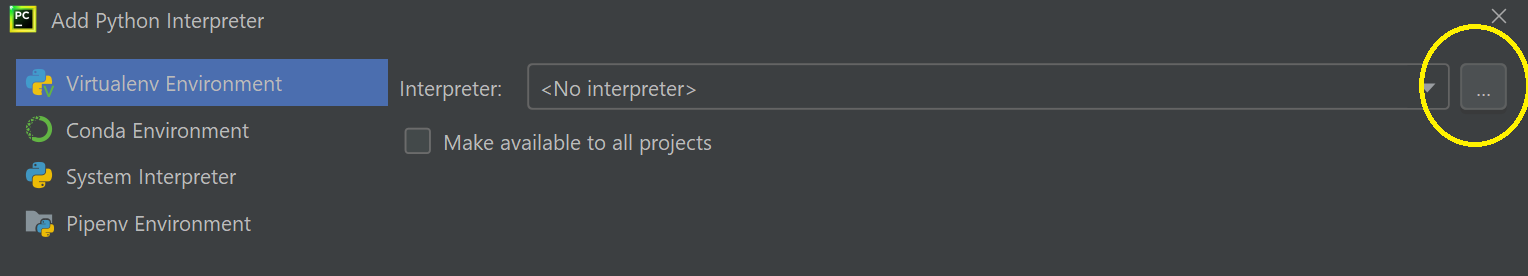 PC
Add Python Interpreter
Virtualenv Environment
Interpreter:
<No interpreter>
...
Conda Environment
Make available to all projects
System Interpreter
Pipenv Environment